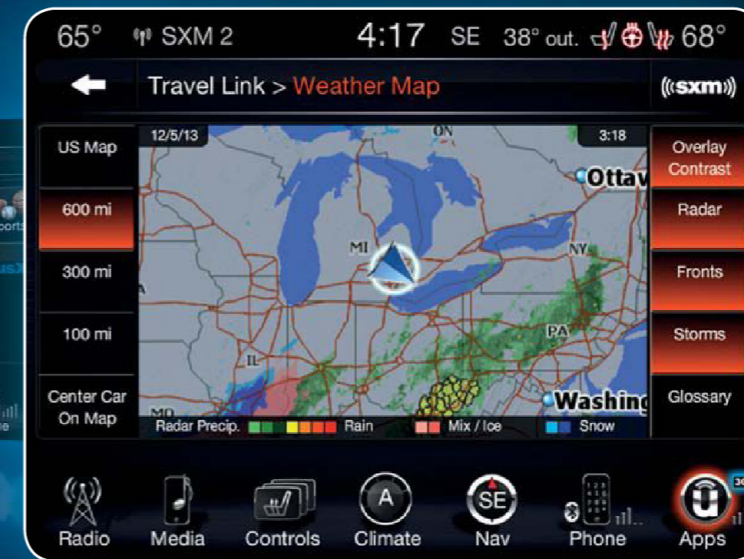 65° SXM 2 4:17 SE 38° out. 68°
Travel Link > Weather Map
((sxm))
US Map
600 mi
300 mi
100 mi
Center Car
On Map
12/5/13
3:18
ON
Ottav
MI
NY
PA
IL
MO
Washing
Radar Precip. Rain Mix / Ice Snow
Overlay
Contrast
Radar
Fronts
Storms
Glossary
A
SE
Radio Media Controls Climate Nav Phone Apps